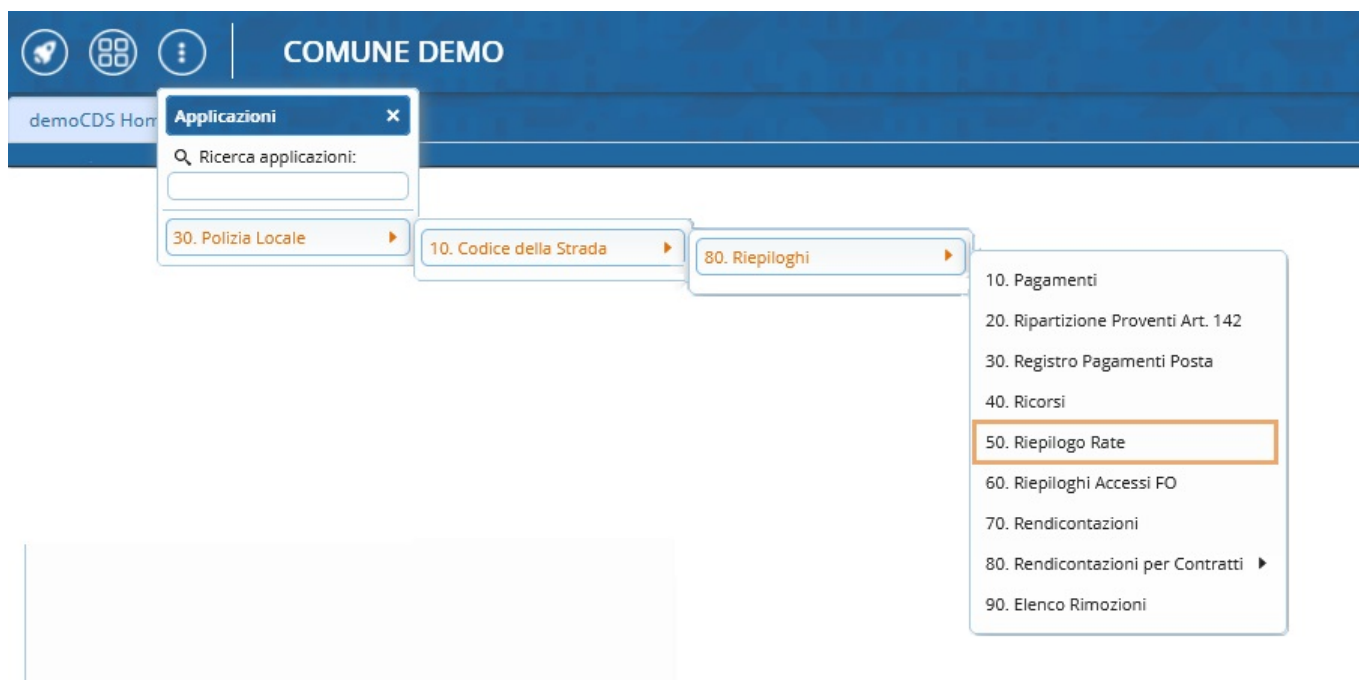 COMUNE DEMO
demoCDS Hom
Applicazioni
Ricerca applicazioni:
30. Polizia Locale
10. Codice della Strada
80. Riepiloghi
10. Pagamenti
20. Ripartizione Proventi Art. 142
30. Registro Pagamenti Posta
40. Ricorsi
50. Riepilogo Rate
60. Riepiloghi Accessi FO
70. Rendicontazioni
80. Rendicontazioni per Contratti
90. Elenco Rimozioni